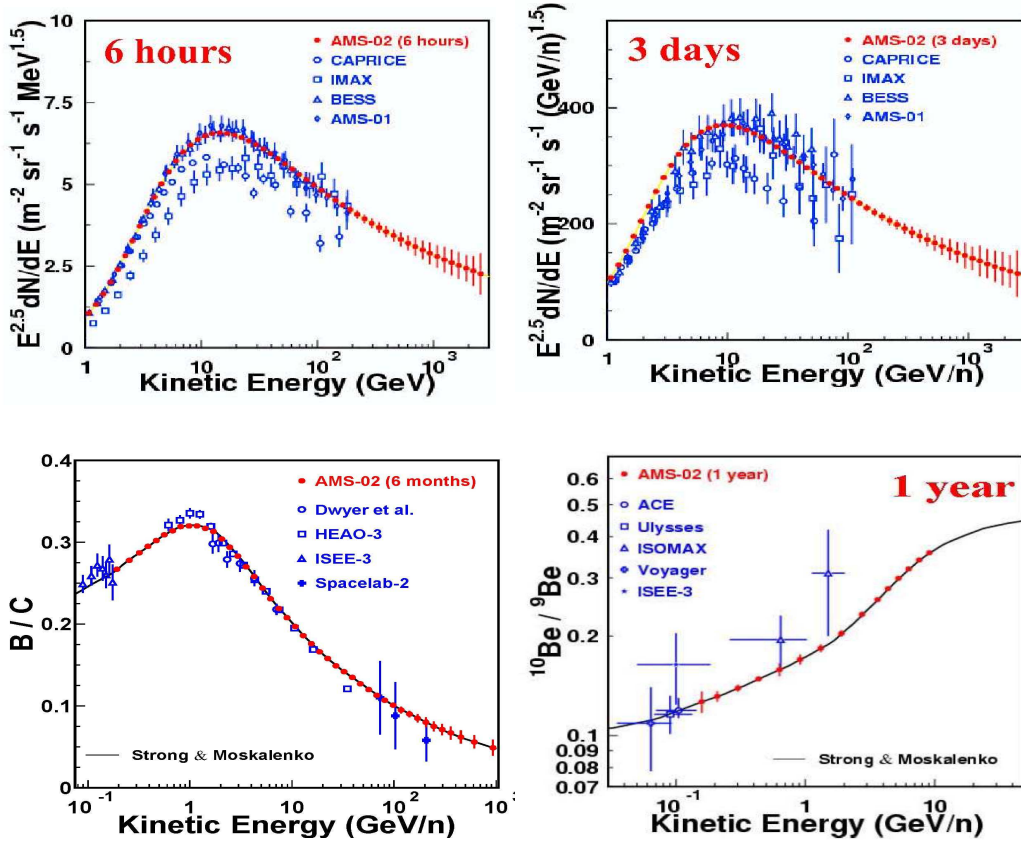 E^2.5 dN/dE (m^-2 sr^-1 s^-1 MeV^1.5)
10
7.5
5
2.5
0
6 hours
AMS-02 (6 hours)
CAPRICE
IMAX
BESS
AMS-01
1
10
10^2
10^3
Kinetic Energy (GeV)
E^2.5 dN/dE (m^-2 sr^-1 s^-1 (GeV/n)^1.5)
400
200
0
3 days
AMS-02 (3 days)
CAPRICE
IMAX
BESS
AMS-01
1
10
10^2
10^3
Kinetic Energy (GeV/n)
B / C
0.4
0.3
0.2
0.1
0
AMS-02 (6 months)
Dwyer et al.
HEAO-3
ISEE-3
Spacelab-2
Strong & Moskalenko
10^-1
1
10
10^2
10^3
Kinetic Energy (GeV/n)
^10Be / ^9Be
0.6
0.5
0.4
0.3
0.2
0.1
0.09
0.08
0.07
1 year
AMS-02 (1 year)
ACE
Ulysses
ISOMAX
Voyager
ISEE-3
Strong & Moskalenko
10^-1
1
10
Kinetic Energy (GeV/n)